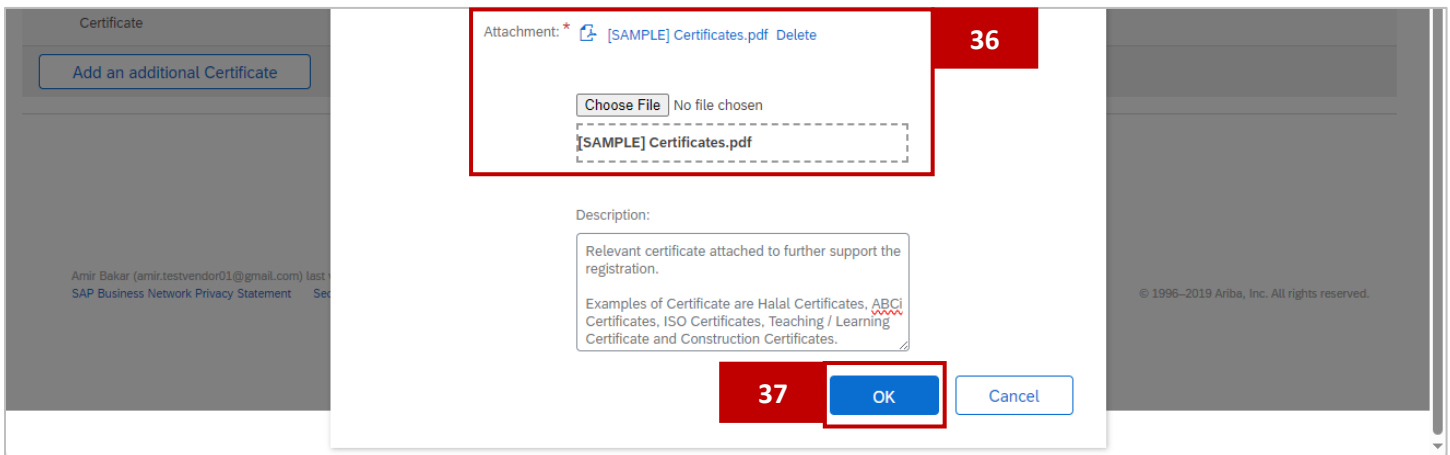 Certificate
Attachment: * [SAMPLE] Certificates.pdf Delete
36
Add an additional Certificate
Choose File No file chosen
[SAMPLE] Certificates.pdf
Description:
Relevant certificate attached to further support the
registration.
Examples of Certificate are Halal Certificates, ABCi
Certificates, ISO Certificates, Teaching / Learning
Certificate and Construction Certificates.
Amir Bakar (amir.testvendor01@gmail.com) last
SAP Business Network Privacy Statement Sec
© 1996–2019 Ariba, Inc. All rights reserved.
37
OK
Cancel